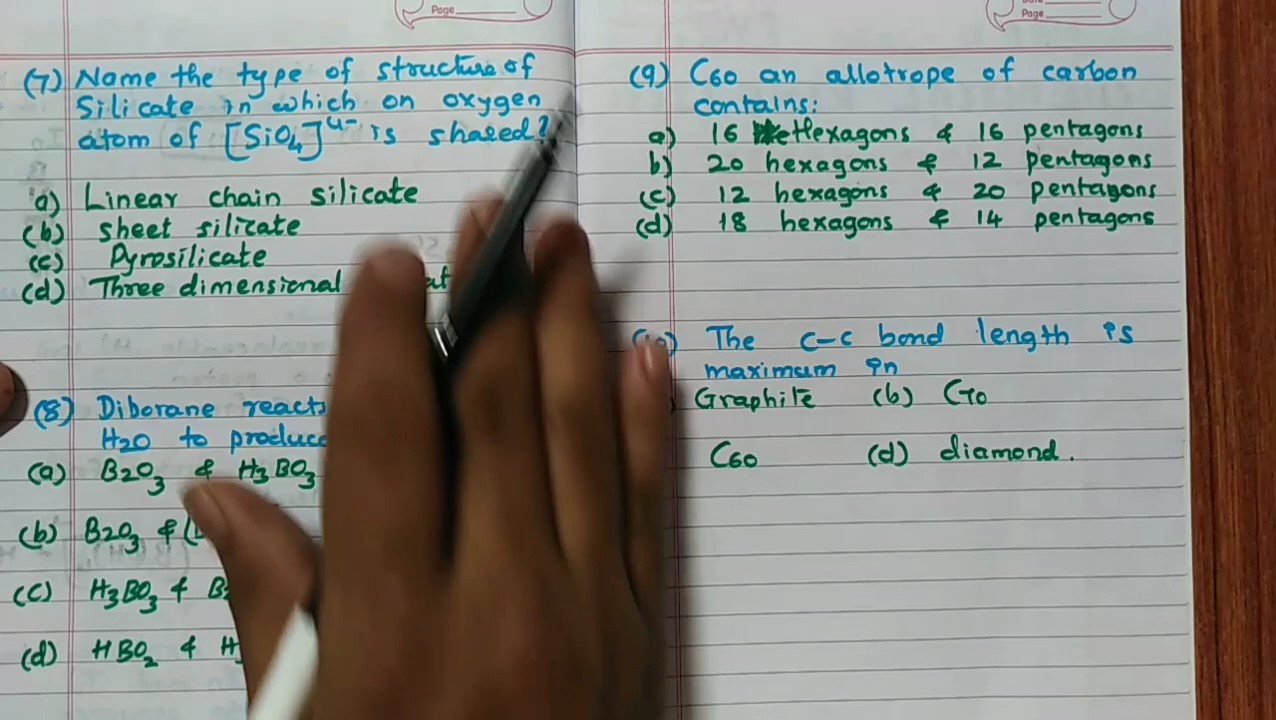 Page
(7) Name the type of structure of
silicate in which on oxygen
atom of [SiO4]4- is shared?
(a) Linear chain silicate
(b) sheet silicate
(c) Pyrosilicate
(d) Three dimensional
(8) Diborane reacts
H2O to produce
(a) B2O3 & H3BO3
(b) B2O3 &
(c) H3BO3 &
(d) HBO2 &
Page
(9) C60 an allotrope of carbon
contains:
a) 16 Hexagons & 16 pentagons
b) 20 hexagons & 12 pentagons
(c) 12 hexagons & 20 pentagons
(d) 18 hexagons & 14 pentagons
The C-C bond length is
maximum in
Graphite (b) C70
C60 (d) diamond.